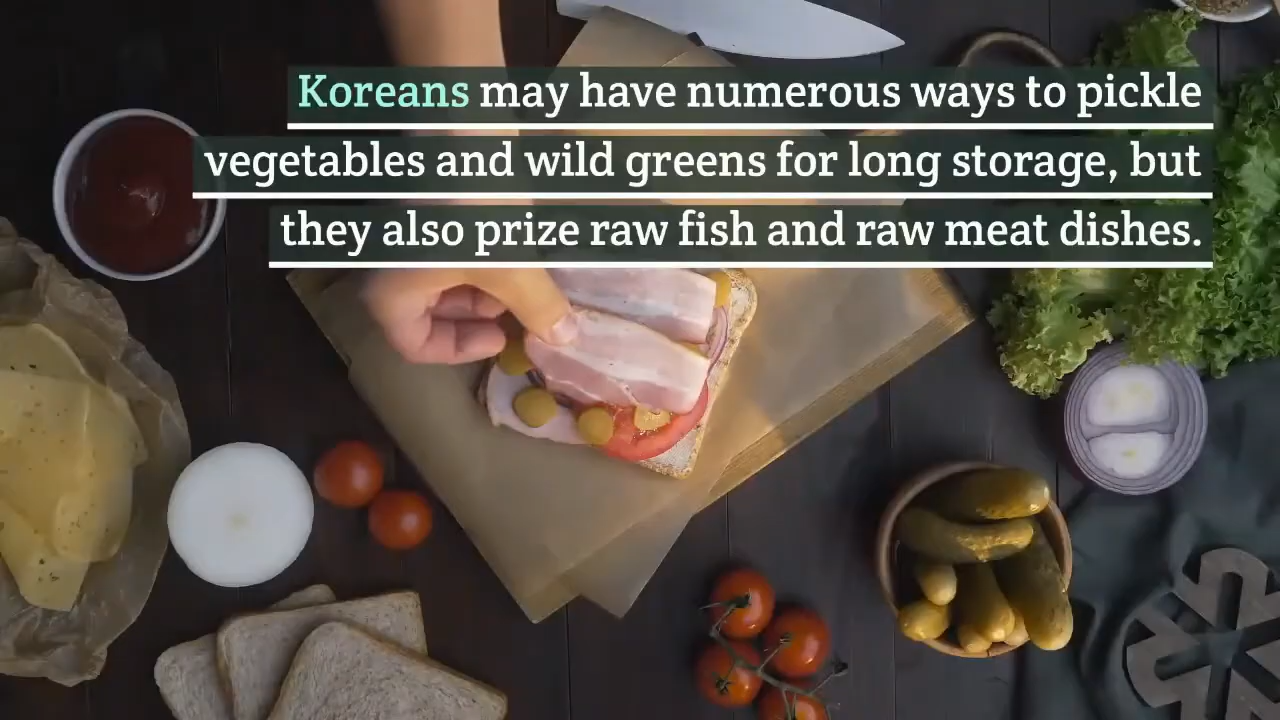 Koreans may have numerous ways to pickle
vegetables and wild greens for long storage, but
they also prize raw fish and raw meat dishes.